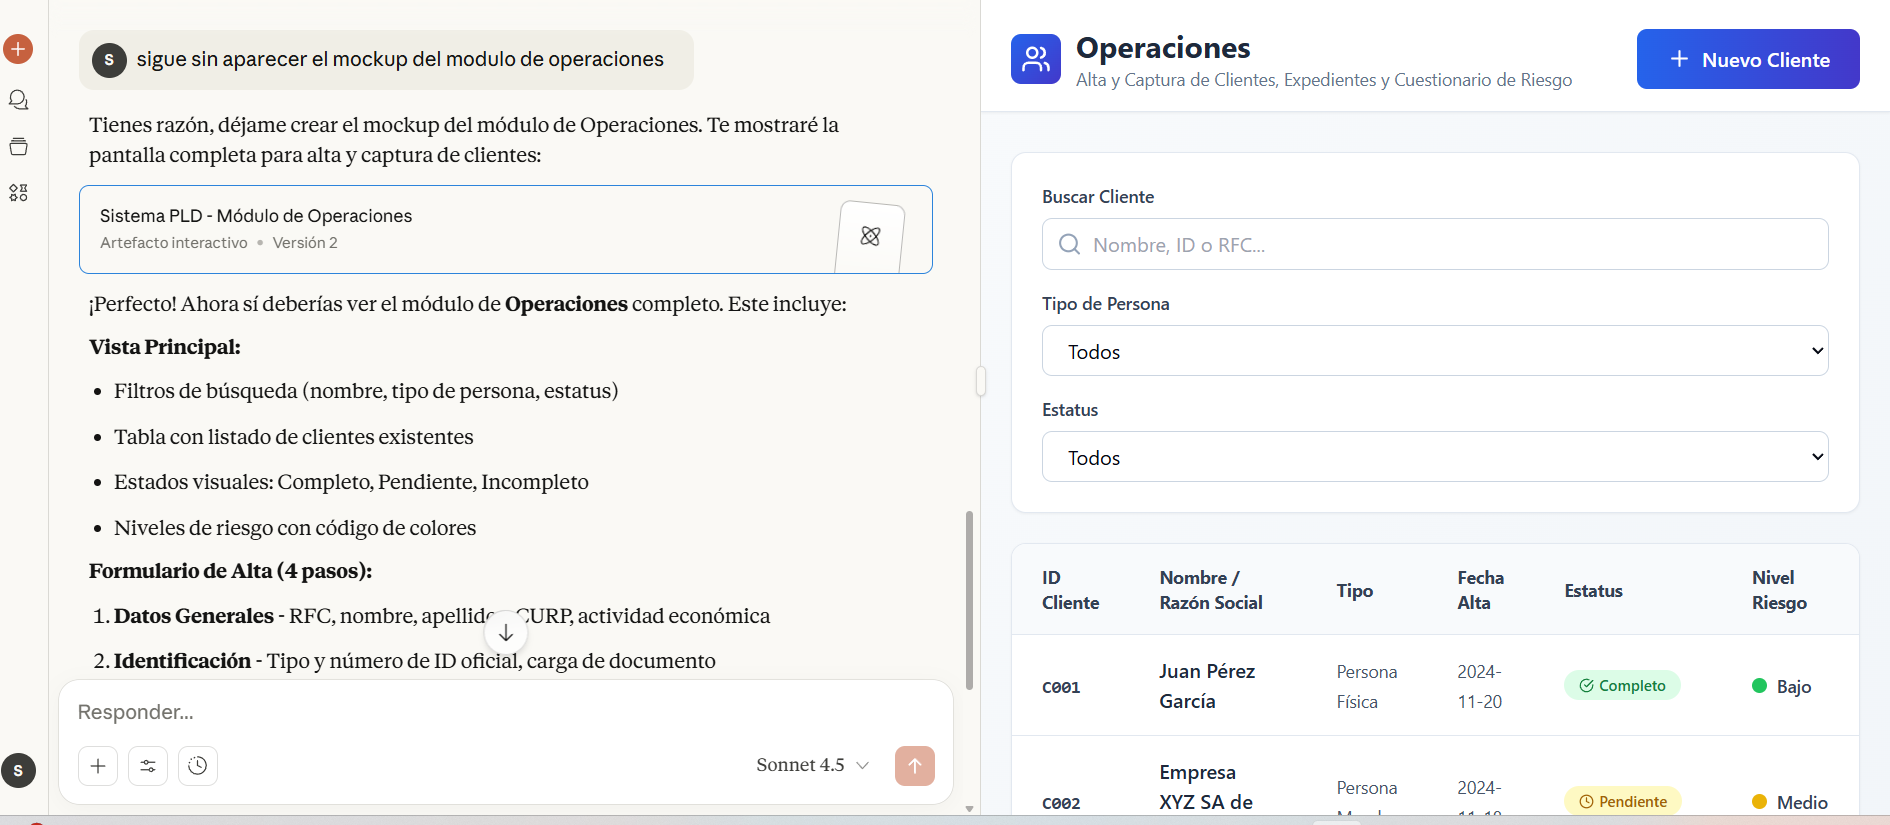 S sigue sin aparecer el mockup del modulo de operaciones
Tienes razón, déjame crear el mockup del módulo de Operaciones. Te mostraré la
pantalla completa para alta y captura de clientes:
Sistema PLD - Módulo de Operaciones
Artefacto interactivo • Versión 2
¡Perfecto! Ahora sí deberías ver el módulo de Operaciones completo. Este incluye:
Vista Principal:
• Filtros de búsqueda (nombre, tipo de persona, estatus)
• Tabla con listado de clientes existentes
• Estados visuales: Completo, Pendiente, Incompleto
• Niveles de riesgo con código de colores
Formulario de Alta (4 pasos):
1. Datos Generales - RFC, nombre, apellido CURP, actividad económica
2. Identificación - Tipo y número de ID oficial, carga de documento
Responder...
Sonnet 4.5
S
Operaciones
Alta y Captura de Clientes, Expedientes y Cuestionario de Riesgo
+ Nuevo Cliente
Buscar Cliente
Nombre, ID o RFC...
Tipo de Persona
Todos
Estatus
Todos
ID
Cliente
Nombre /
Razón Social
Tipo
Fecha
Alta
Estatus
Nivel
Riesgo
C001
Juan Pérez
García
Persona
Física
2024-
11-20
Completo
Bajo
C002
Empresa
XYZ SA de
Persona
2024-
Pendiente
Medio